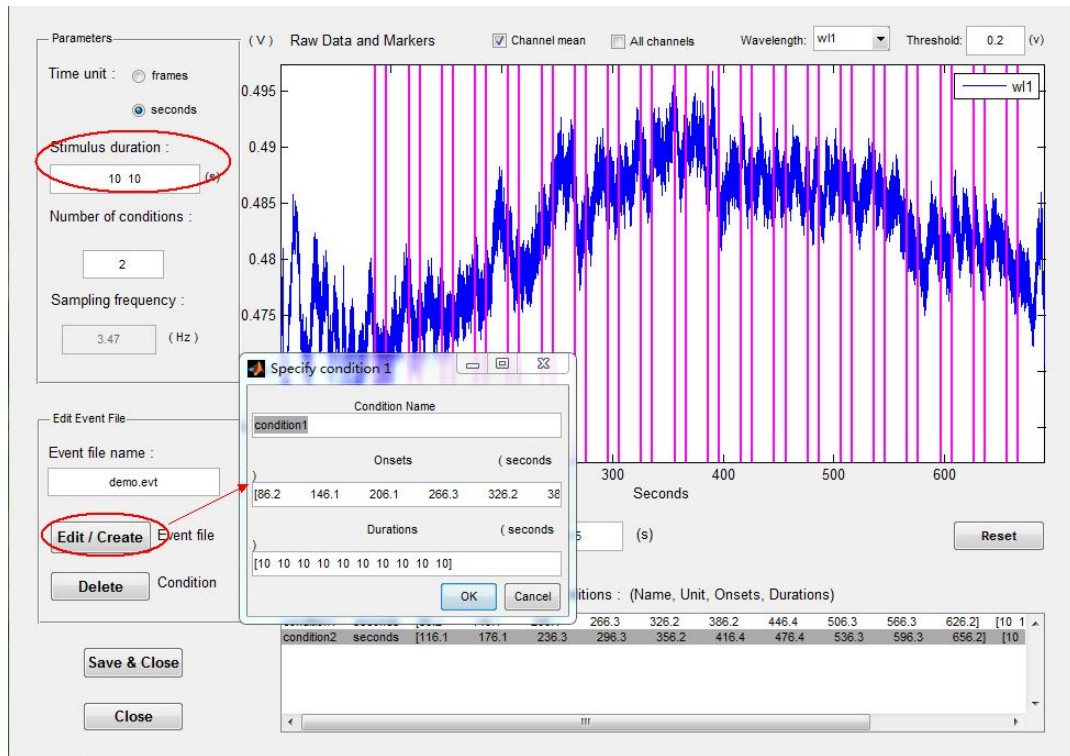 Parameters
Time unit :
frames
seconds
Stimulus duration :
10 10
(s)
Number of conditions :
2
Sampling frequency :
3.47
( Hz )
( V )
Raw Data and Markers
Channel mean
All channels
Wavelength:
wl1
Threshold:
0.2
(v)
wl1
0.495
0.49
0.485
0.48
0.475
300
400
500
600
Seconds
Edit Event File
Event file name :
demo.evt
Edit / Create
Event file
Delete
Condition
Save & Close
Close
Specify condition 1
Condition Name
condition1
Onsets ( seconds
)
[86.2 146.1 206.1 266.3 326.2 38
Durations ( seconds
)
[10 10 10 10 10 10 10 10 10 10]
OK
Cancel
(s)
Reset
itions : (Name, Unit, Onsets, Durations)
266.3 326.2 386.2 446.4 506.3 566.3 626.2] [10 1
condition2 seconds [116.1 176.1 236.3 296.3 356.2 416.4 476.4 536.3 596.3 656.2] [10